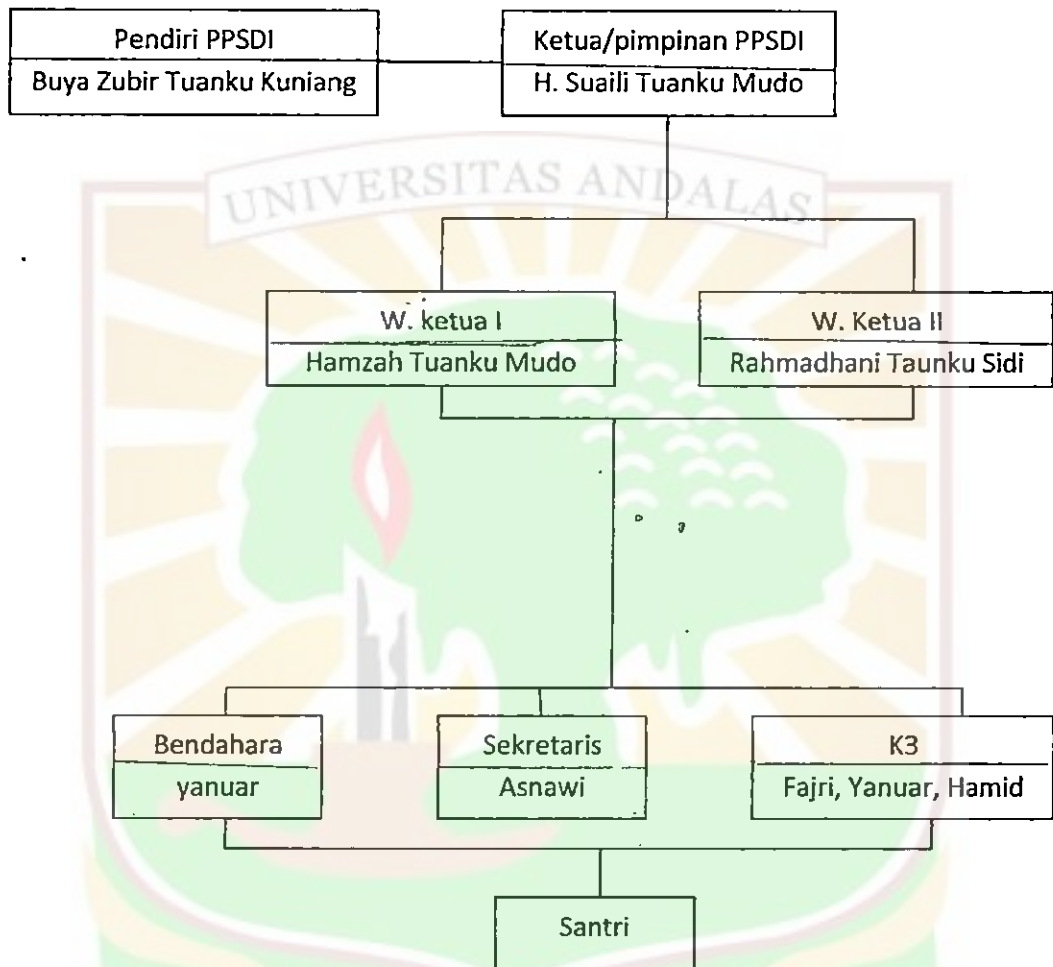 Pendiri PPSDI
Buya Zubir Tuanku Kuniang
Ketua/pimpinan PPSDI
H. Suaili Tuanku Mudo
UNIVERSITAS ANDALAS
W. ketua I
Hamzah Tuanku Mudo
W. Ketua II
Rahmadhani Taunku Sidi
Bendahara
yanuar
Sekretaris
Asnawi
K3
Fajri, Yanuar, Hamid
Santri